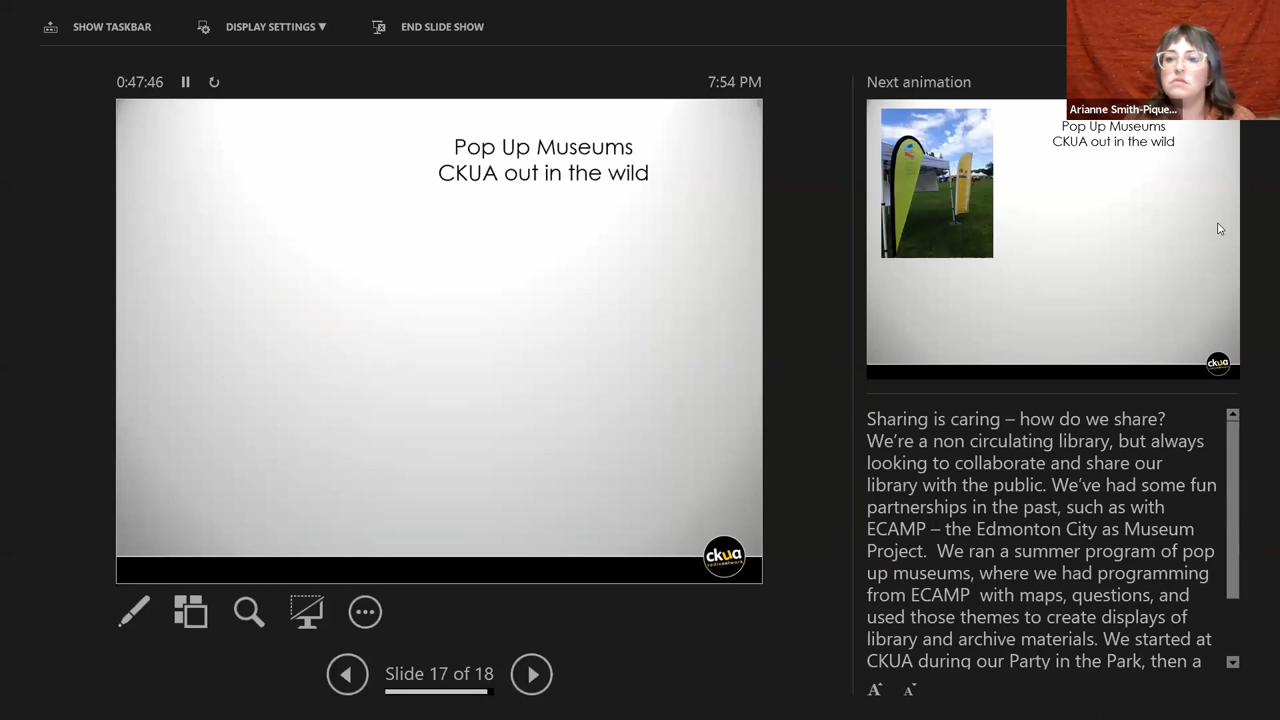 SHOW TASKBAR
DISPLAY SETTINGS ▼
END SLIDE SHOW
Arianne Smith-Pique...
0:47:46
7:54 PM
Next animation
Pop Up Museums
CKUA out in the wild
ckua
radio network
Pop Up Museums
CKUA out in the wild
ckua
Sharing is caring – how do we share?
We're a non circulating library, but always
looking to collaborate and share our
library with the public. We've had some fun
partnerships in the past, such as with
ECAMP – the Edmonton City as Museum
Project.  We ran a summer program of pop
up museums, where we had programming
from ECAMP  with maps, questions, and
used those themes to create displays of
library and archive materials. We started at
CKUA during our Party in the Park, then a
Slide 17 of 18
A A